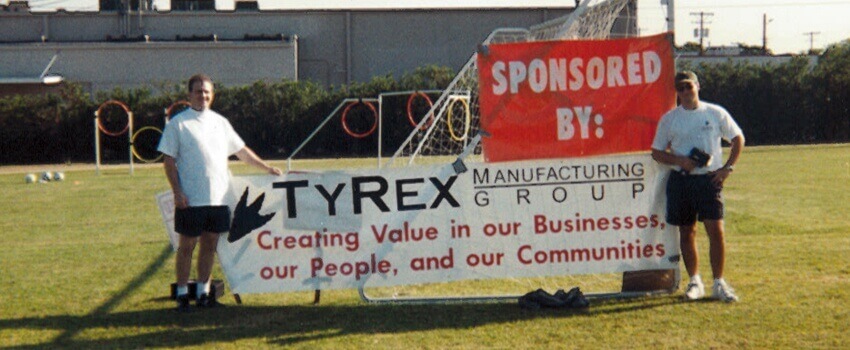 SPONSORED
BY:
TYREX MANUFACTURING
GROUP
Creating Value in our Businesses,
our People, and our Communities